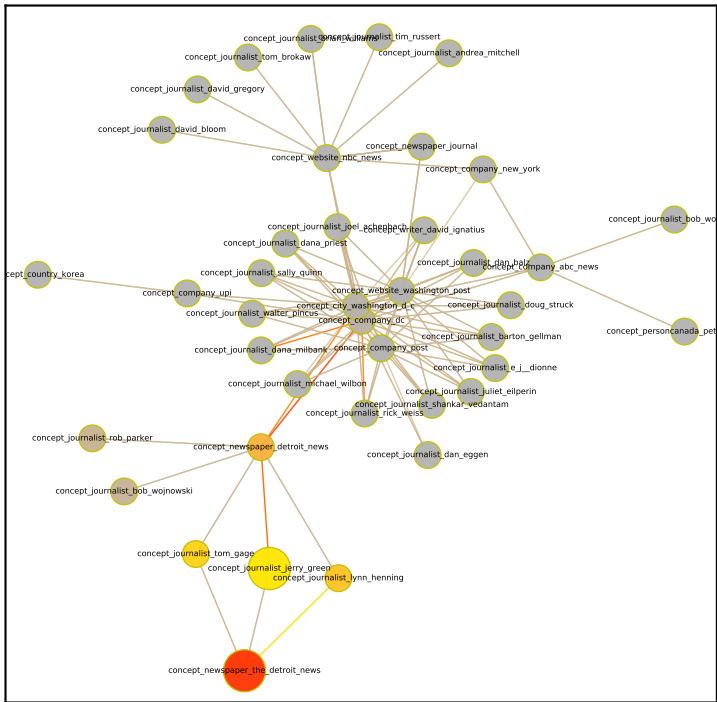 concept_journalist_tim_russert
concept_journalist_brian_williams
concept_journalist_andrea_mitchell
concept_journalist_tom_brokaw
concept_journalist_david_gregory
concept_journalist_david_bloom
concept_newspaper_journal
concept_website_nbc_news
concept_company_new_york
concept_journalist_bob_wo
concept_journalist_joel_achenbach
concept_writer_david_ignatius
concept_journalist_dana_priest
concept_journalist_dan_balz
concept_company_abc_news
cept_country_korea
concept_journalist_sally_quinn
concept_company_upi
concept_website_washington_post
concept_city_washington_d_c
concept_journalist_doug_struck
concept_journalist_walter_pincus
concept_company_dc
concept_personcanada_pet
concept_journalist_barton_gellman
concept_journalist_dana_milbank
concept_company_post
concept_journalist_e_j__dionne
concept_journalist_michael_wilbon
concept_journalist_juliet_eilperin
concept_journalist_shankar_vedantam
concept_journalist_rick_weiss
concept_journalist_rob_parker
concept_newspaper_detroit_news
concept_journalist_dan_eggen
concept_journalist_bob_wojnowski
concept_journalist_tom_gage
concept_journalist_jerry_green
concept_journalist_lynn_henning
concept_newspaper_the_detroit_news